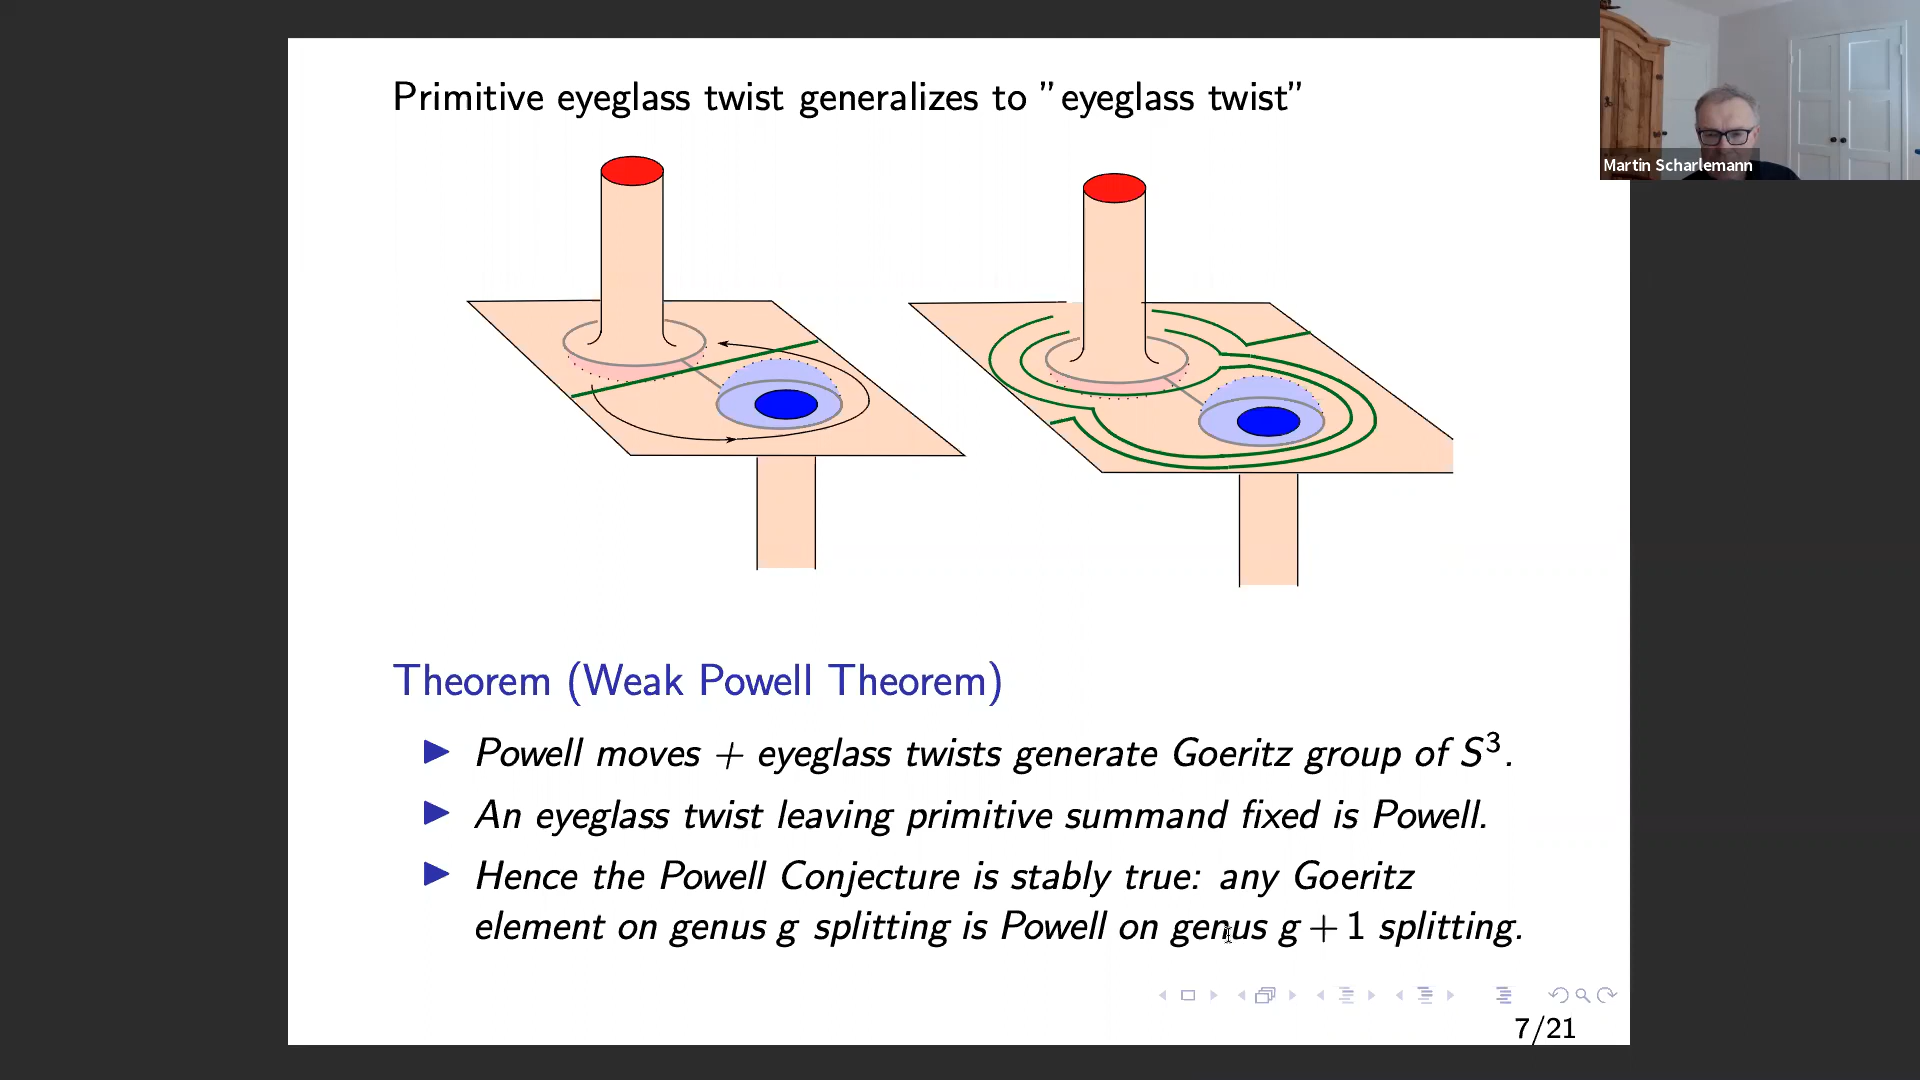 Primitive eyeglass twist generalizes to ”eyeglass twist”
Martin Scharlemann
Theorem (Weak Powell Theorem)
▶ Powell moves + eyeglass twists generate Goeritz group of S³.
▶ An eyeglass twist leaving primitive summand fixed is Powell.
▶ Hence the Powell Conjecture is stably true: any Goeritz
element on genus g splitting is Powell on genus g + 1 splitting.
7/21